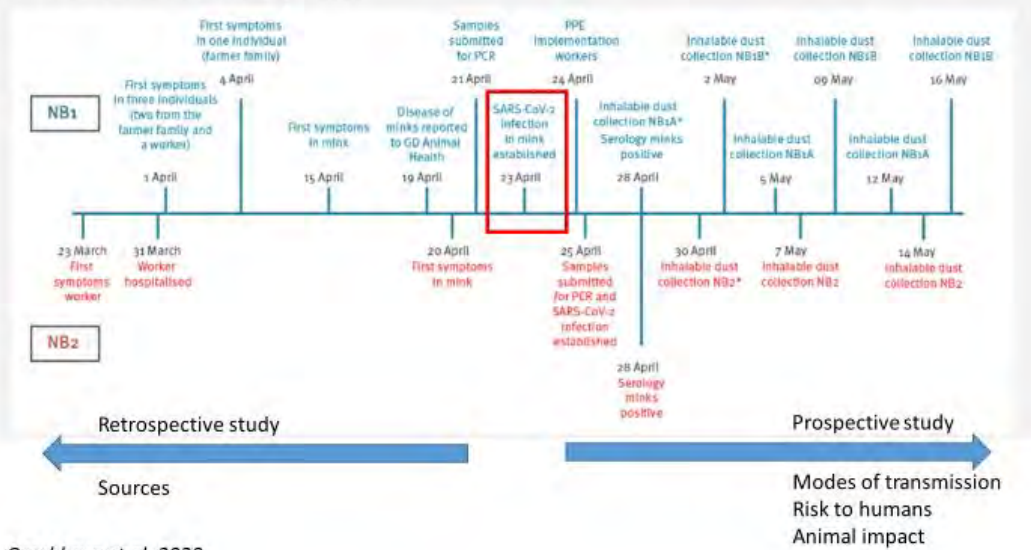 First symptoms
in one individual
(farmer family)
4 April
Samples
submitted
for PCR
21 April
PPE
implementation
workers
24 April
Inhalable dust
collection NB1B*
2 May
Inhalable dust
collection NB1B
09 May
Inhalable dust
collection NB1B
16 May
NB1
First symptoms
in three individuals
(two from the
farmer family and
a worker)
1 April
First symptoms
in mink
15 April
Disease of
minks reported
to GD Animal
Health
19 April
SARS-CoV-2
infection
in mink
established
23 April
Inhalable dust
collection NB1A*
Serology minks
positive
28 April
Inhalable dust
collection NB1A
5 May
Inhalable dust
collection NB1A
12 May
23 March
First
symptoms
worker
31 March
Worker
hospitalised
20 April
First symptoms
in mink
25 April
Samples
submitted
for PCR and
SARS-CoV-2
infection
established
30 April
Inhalable dust
collection NB2*
7 May
Inhalable dust
collection NB2
14 May
Inhalable dust
collection NB2
NB2
28 April
Serology
minks
positive
Retrospective study
Prospective study
Sources
Modes of transmission
Risk to humans
Animal impact